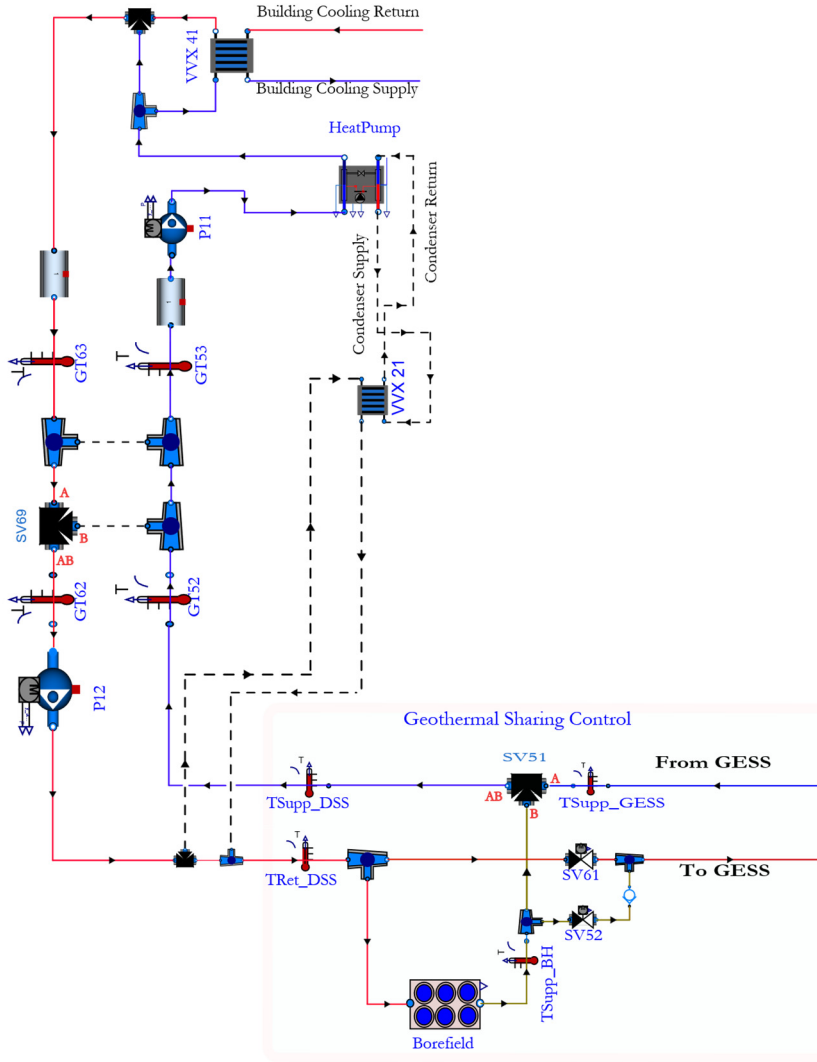 Building Cooling Return
VVX 41
Building Cooling Supply
HeatPump
M
P11
Condenser Supply
Condenser Return
T
GT63
T
GT53
VVX 21
A
SV69
B
AB
T
GT62
T
GT52
M
P12
Geothermal Sharing Control
SV51
From GESS
T
A
T
AB
TSupp_DSS
TSupp_GESS
B
T
TRet_DSS
SV61
To GESS
SV52
T
TSupp_BH
Borefield